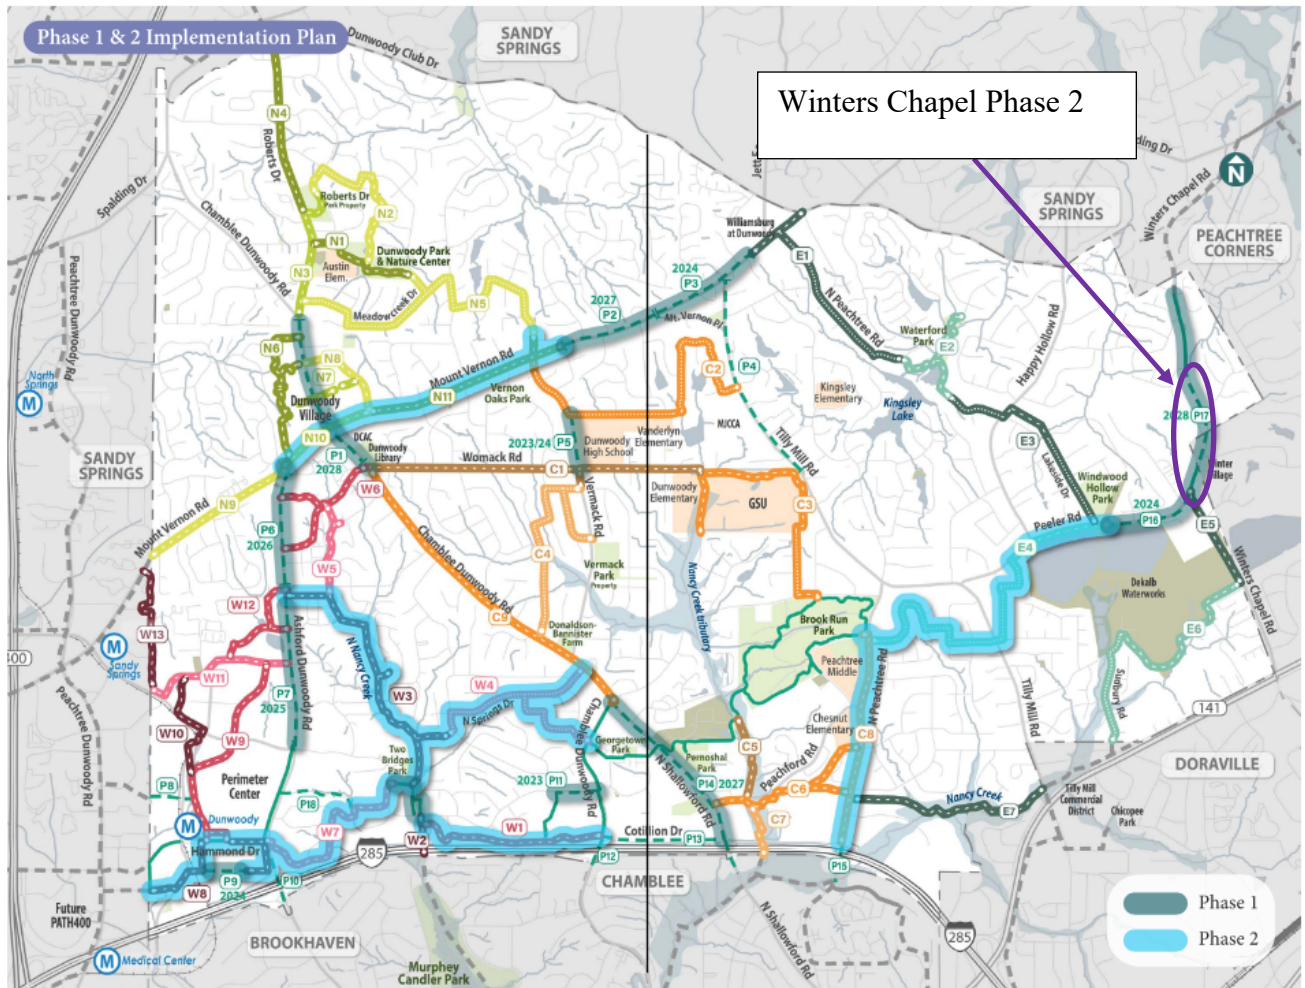 Phase 1 & 2 Implementation Plan
SANDY
SPRINGS
Dunwoody Club Dr
Winters Chapel Phase 2
Spalding Dr
N4
Roberts Dr
Roberts Dr
Park Property
N2
N1
Austin
Elem.
Dunwoody Park
& Nature Center
N3
Chamblee Dunwoody Rd
Meadowcreek Dr
N5
Peachtree Dunwoody Rd
Williamsburg
at Dunwoody
2024
P3
2027
P2
Mt. Vernon Pl
E1
N Peachtree Rd
Waterford
Park
E2
SANDY
SPRINGS
Winters Chapel Rd
N
PEACHTREE
CORNERS
Happy Hollow Rd
N6
N8
N7
Mount Vernon Rd
N11
Vernon
Oaks Park
C2
P4
Kingsley
Elementary
Kingsley
Lake
North
Springs
M
Dunwoody
Village
N10
P1
2028
DCAC
Dunwoody
Library
2023/24
P5
Dunwoody
High School
Vanderlyn
Elementary
MJCCA
Tilly Mill Rd
2028
P17
Winter
Village
SANDY
SPRINGS
Womack Rd
C1
W6
Dunwoody
Elementary
GSU
C3
E3
Lakeside Dr
Windwood
Hollow
Park
Peeler Rd
2024
P16
E5
Mount Vernon Rd
N9
P6
2026
Vermack Rd
C4
Vermack
Park
Property
Nancy Creek tributary
E4
Dekalb
Waterworks
Winters Chapel Rd
W5
Chamblee Dunwoody Rd
C9
W12
W13
Donaldson-
Bannister
Farm
Brook Run
Park
Peachtree
Middle
E6
Sudbury Rd
400
M
Sandy
Springs
W11
Ashford Dunwoody Rd
N Nancy Creek
W3
W4
N Springs Dr
P7
2025
W10
W9
Peachtree Dunwoody Rd
Georgetown
Park
Chamblee Dunwoody Rd
Chesnut
Elementary
N Peachtree Rd
C8
Tilly Mill Rd
141
Two
Bridges
Park
Pernoshal
Park
C5
Peachford Rd
P14
2027
N Shallowford Rd
DORAVILLE
Perimeter
Center
P8
P18
2023
P11
C6
C7
Nancy Creek
E7
Tilly Mill
Commercial
District
Chicopee
Park
M
Dunwoody
W7
W1
Hammond Dr
285
W2
Cotillion Dr
P13
P12
P15
W8
P9
2024
P10
CHAMBLEE
Future
PATH400
BROOKHAVEN
N Shallowford Rd
285
Phase 1
Phase 2
M
Medical Center
Murphey
Candler Park